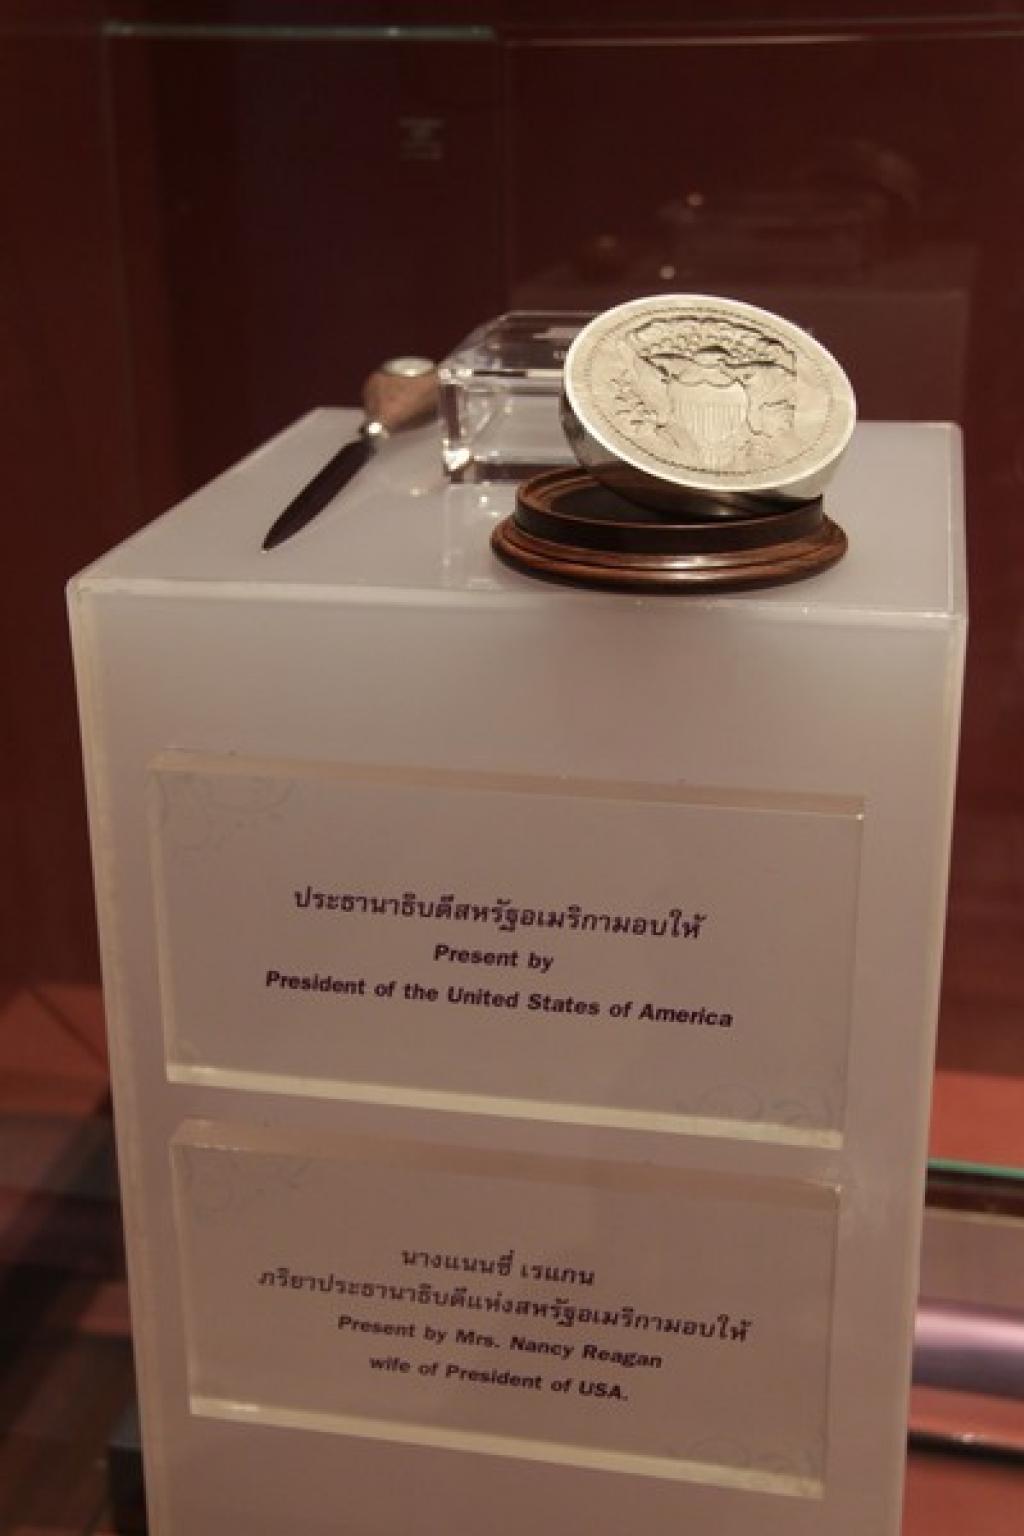 ประธานาธิบดีสหรัฐอเมริกามอบให้
Present by
President of the United States of America
นางแนนซี่ เรแกน
ภริยาประธานาธิบดีแห่งสหรัฐอเมริกามอบให้
Present by Mrs. Nancy Reagan
wife of President of USA.